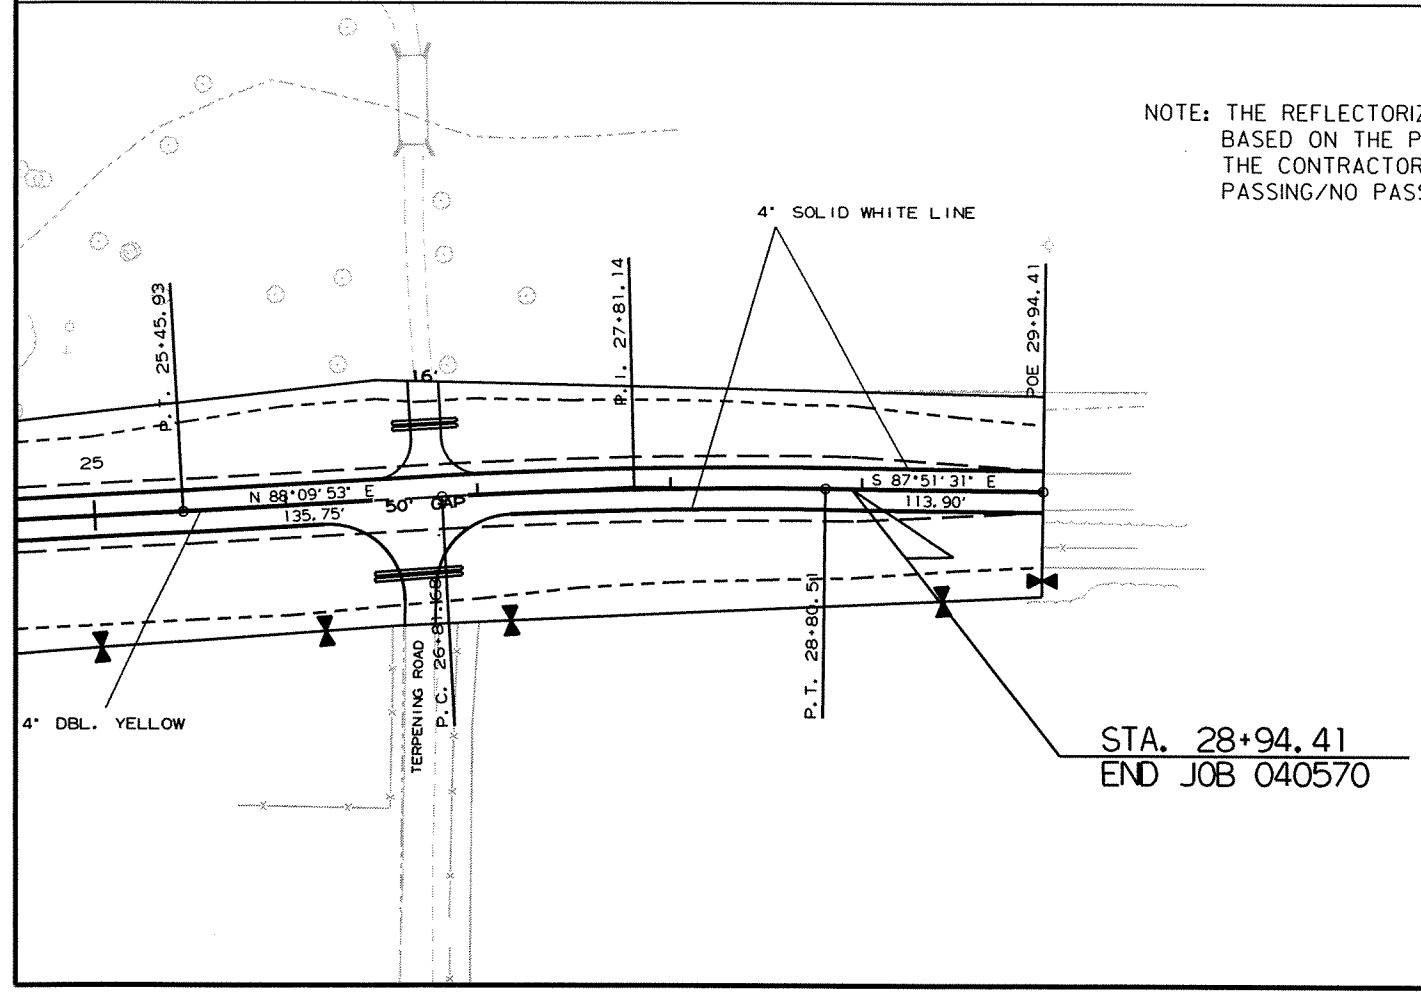 NOTE: THE REFLECTORIZ
BASED ON THE P
THE CONTRACTOR
PASSING/NO PASS
4" SOLID WHITE LINE
P.T. 25+45.93
P.I. 27+81.14
POE 29+94.41
16'
25
N 88°09'53" E
135.75'
50' GAP
S 87°51'31" E
113.90'
TERPENING ROAD
P.C. 26+81.168
P.T. 28+80.51
4" DBL. YELLOW
STA. 28+94.41
END JOB 040570